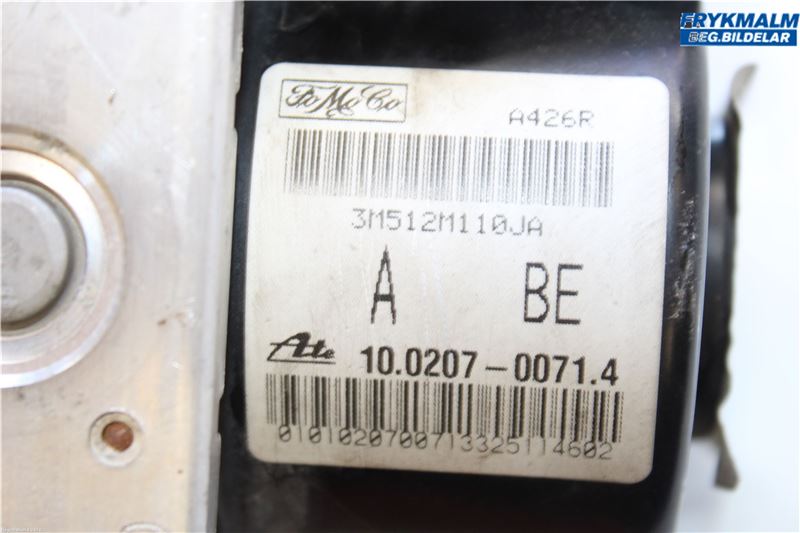 FRYKMALM
BEG.BILDELAR
FoMoCo
A426R
3M512M110JA
A BE
Ate 10.0207-0071.4
0101020700713325114602